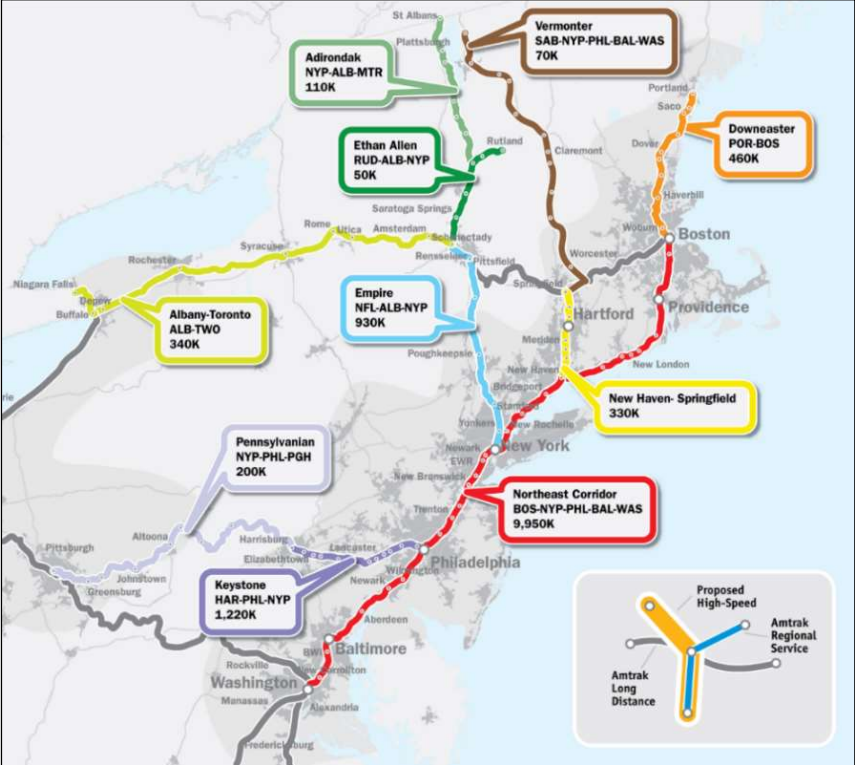 St Albans
Plattsburgh
Vermonter
SAB-NYP-PHL-BAL-WAS
70K
Adirondak
NYP-ALB-MTR
110K
Portland
Saco
Downeaster
POR-BOS
460K
Dover
Ethan Allen
RUD-ALB-NYP
50K
Rutland
Claremont
Haverhill
Saratoga Springs
Rome
Utica
Amsterdam
Schenectady
Woburn
Boston
Syracuse
Rensselaer
Pittsfield
Worcester
Rochester
Niagara Falls
Depew
Buffalo
Springfield
Albany-Toronto
ALB-TWO
340K
Empire
NFL-ALB-NYP
930K
Hartford
Providence
Meriden
Poughkeepsie
New Haven
New London
Bridgeport
erie
Stamford
New Haven- Springfield
330K
Yonkers
New Rochelle
Pennsylvanian
NYP-PHL-PGH
200K
Newark
New York
EWR
New Brunswick
Northeast Corridor
BOS-NYP-PHL-BAL-WAS
9,950K
Trenton
Altoona
Harrisburg
Pittsburgh
Lancaster
Elizabethtown
Philadelphia
Wilmington
Johnstown
Greensburg
Newark
Keystone
HAR-PHL-NYP
1,220K
Aberdeen
Baltimore
BWI
Rockville
New Carrollton
Washington
Manassas
Alexandria
Fredericksburg
Proposed
High-Speed
Amtrak
Regional
Service
Amtrak
Long
Distance